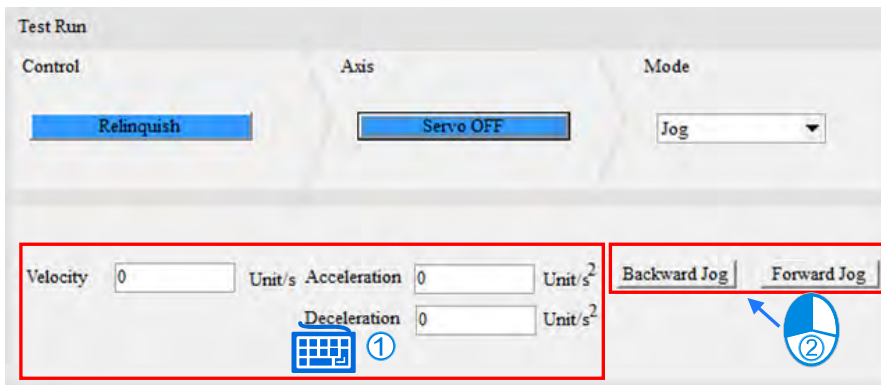 Test Run
Control Axis Mode
Relinquish Servo OFF Jog
Velocity 0 Unit/s Acceleration 0 Unit/s² Backward Jog Forward Jog
Deceleration 0 Unit/s²
① ②